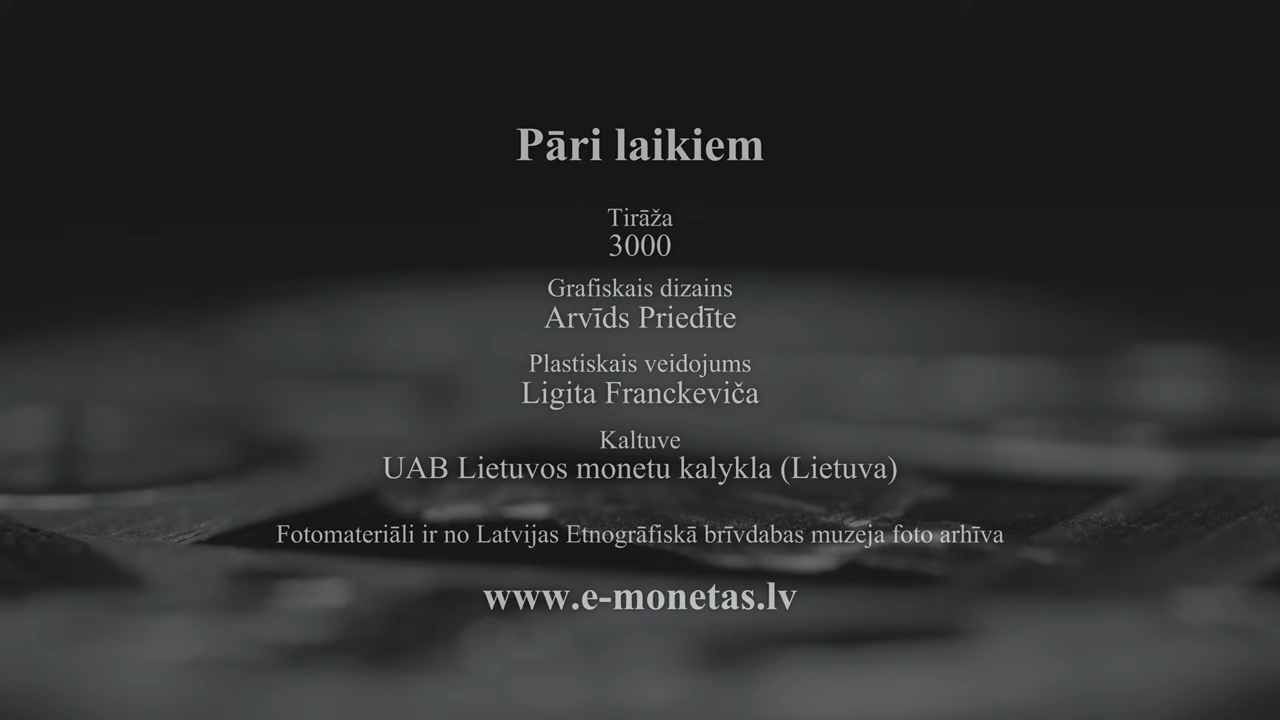 Pāri laikiem
Tirāža
3000
Grafiskais dizains
Arvīds Priedīte
Plastiskais veidojums
Ligita Franckeviča
Kaltuve
UAB Lietuvos monetu kalykla (Lietuva)
Fotomateriāli ir no Latvijas Etnogrāfiskā brīvdabas muzeja foto arhīva
www.e-monetas.lv